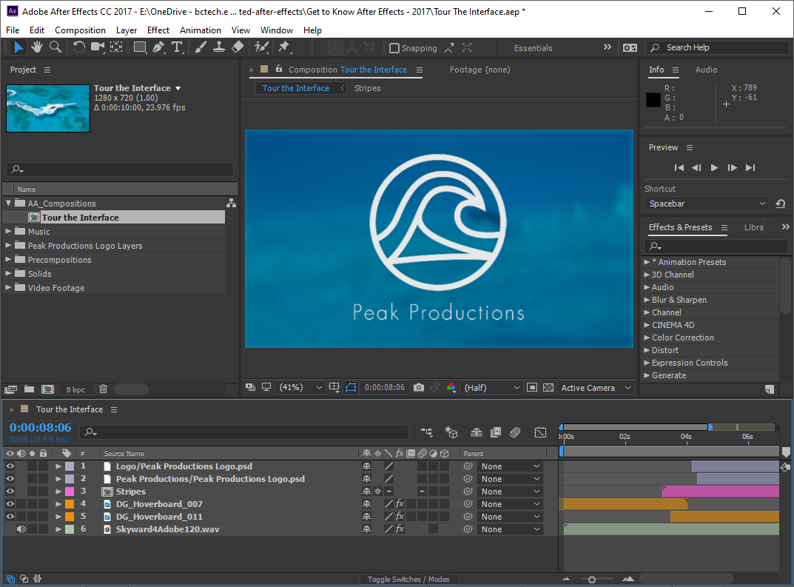 Adobe After Effects CC 2017 - E:\OneDrive - bctech.e ... ted-after-effects\Get to Know After Effects - 2017\Tour The Interface.aep *
File Edit Composition Layer Effect Animation View Window Help
Snapping Essentials Search Help
Project
Tour the Interface
1280 x 720 (1.00)
Δ 0:00:10:00, 23.976 fps
Name
AA_Compositions
Tour the Interface
Music
Peak Productions Logo Layers
Precompositions
Solids
Video Footage
8 bpc
Composition Tour the Interface Footage (none)
Tour the Interface Stripes
Peak Productions
(41%) 0:00:08:06 (Half) Active Camera
Info Audio
R :
G :
B :
A : 0
X : 789
Y : -61
Preview
Shortcut
Spacebar
Effects & Presets Libra
* Animation Presets
3D Channel
Audio
Blur & Sharpen
Channel
CINEMA 4D
Color Correction
Distort
Expression Controls
Generate
Tour the Interface
0:00:08:06
00198 (23.976 fps)
# Source Name Parent
:00s 02s 04s 06s
1 Logo/Peak Productions Logo.psd None
2 Peak Productions/Peak Productions Logo.psd None
3 Stripes None
4 DG_Hoverboard_007 fx None
5 DG_Hoverboard_011 fx None
6 Skyward4Adobe120.wav fx None
Toggle Switches / Modes